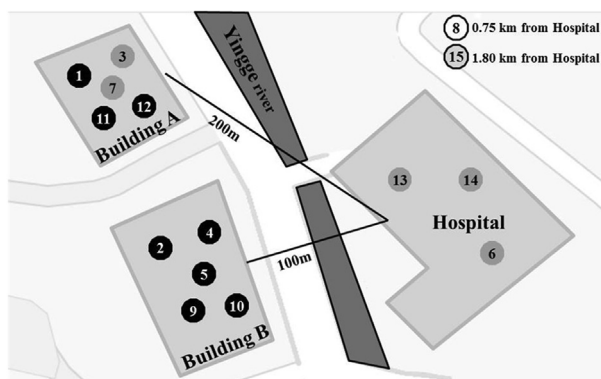 8 0.75 km from Hospital
15 1.80 km from Hospital
Yingge river
3
1
7
12
11
Building A
200m
13
14
Hospital
6
4
2
5
100m
9
10
Building B